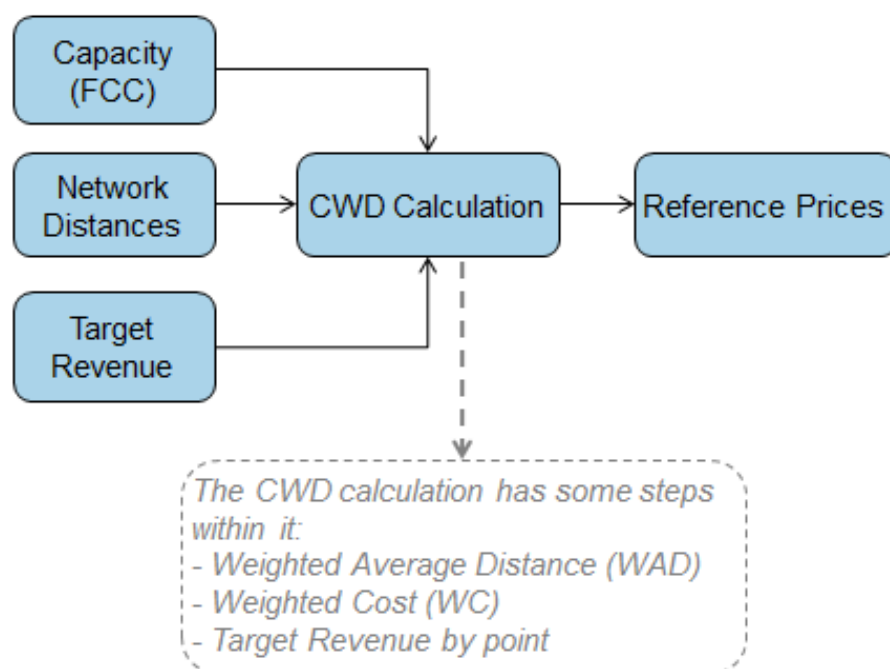 Capacity
(FCC)
Network
Distances
CWD Calculation
Reference Prices
Target
Revenue
The CWD calculation has some steps
within it:
- Weighted Average Distance (WAD)
- Weighted Cost (WC)
- Target Revenue by point